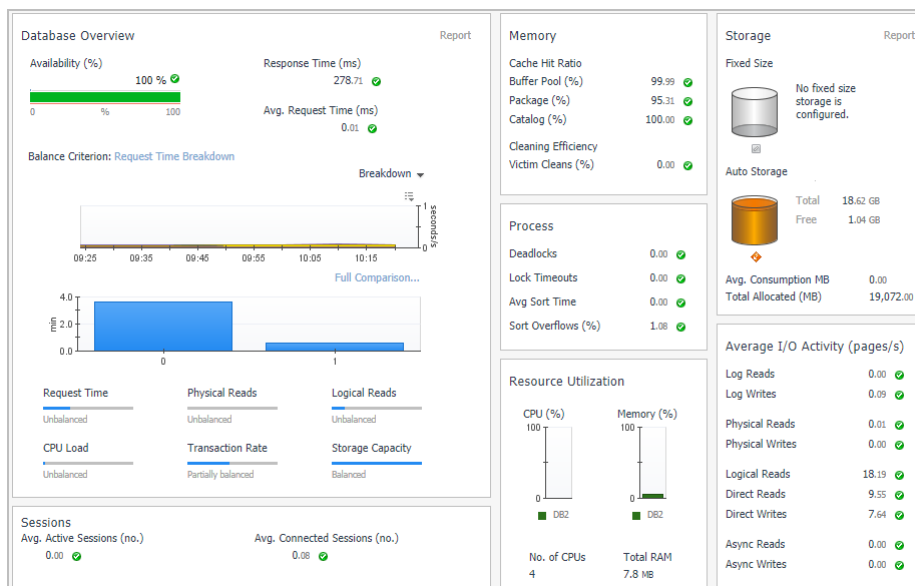 Database Overview
Report
Availability (%)
100 %
0 % 100
Response Time (ms)
278.71
Avg. Request Time (ms)
0.01
Balance Criterion: Request Time Breakdown
Breakdown
1
seconds/s
0
09:25 09:35 09:45 09:55 10:05 10:15
Full Comparison...
4.0
2.0
0.0
min
0 1
Request Time
Unbalanced
Physical Reads
Unbalanced
Logical Reads
Unbalanced
CPU Load
Unbalanced
Transaction Rate
Partially balanced
Storage Capacity
Balanced
Sessions
Avg. Active Sessions (no.)
0.00
Avg. Connected Sessions (no.)
0.08
Memory
Cache Hit Ratio
Buffer Pool (%) 99.99
Package (%) 95.31
Catalog (%) 100.00
Cleaning Efficiency
Victim Cleans (%) 0.00
Process
Deadlocks 0.00
Lock Timeouts 0.00
Avg Sort Time 0.00
Sort Overflows (%) 1.08
Resource Utilization
CPU (%)
100
0
DB2
Memory (%)
100
0
DB2
No. of CPUs
4
Total RAM
7.8 MB
Storage
Report
Fixed Size
No fixed size
storage is
configured.
Auto Storage
Total 18.62 GB
Free 1.04 GB
Avg. Consumption MB 0.00
Total Allocated (MB) 19,072.00
Average I/O Activity (pages/s)
Log Reads 0.00
Log Writes 0.09
Physical Reads 0.01
Physical Writes 0.00
Logical Reads 18.19
Direct Reads 9.55
Direct Writes 7.64
Async Reads 0.00
Async Writes 0.00